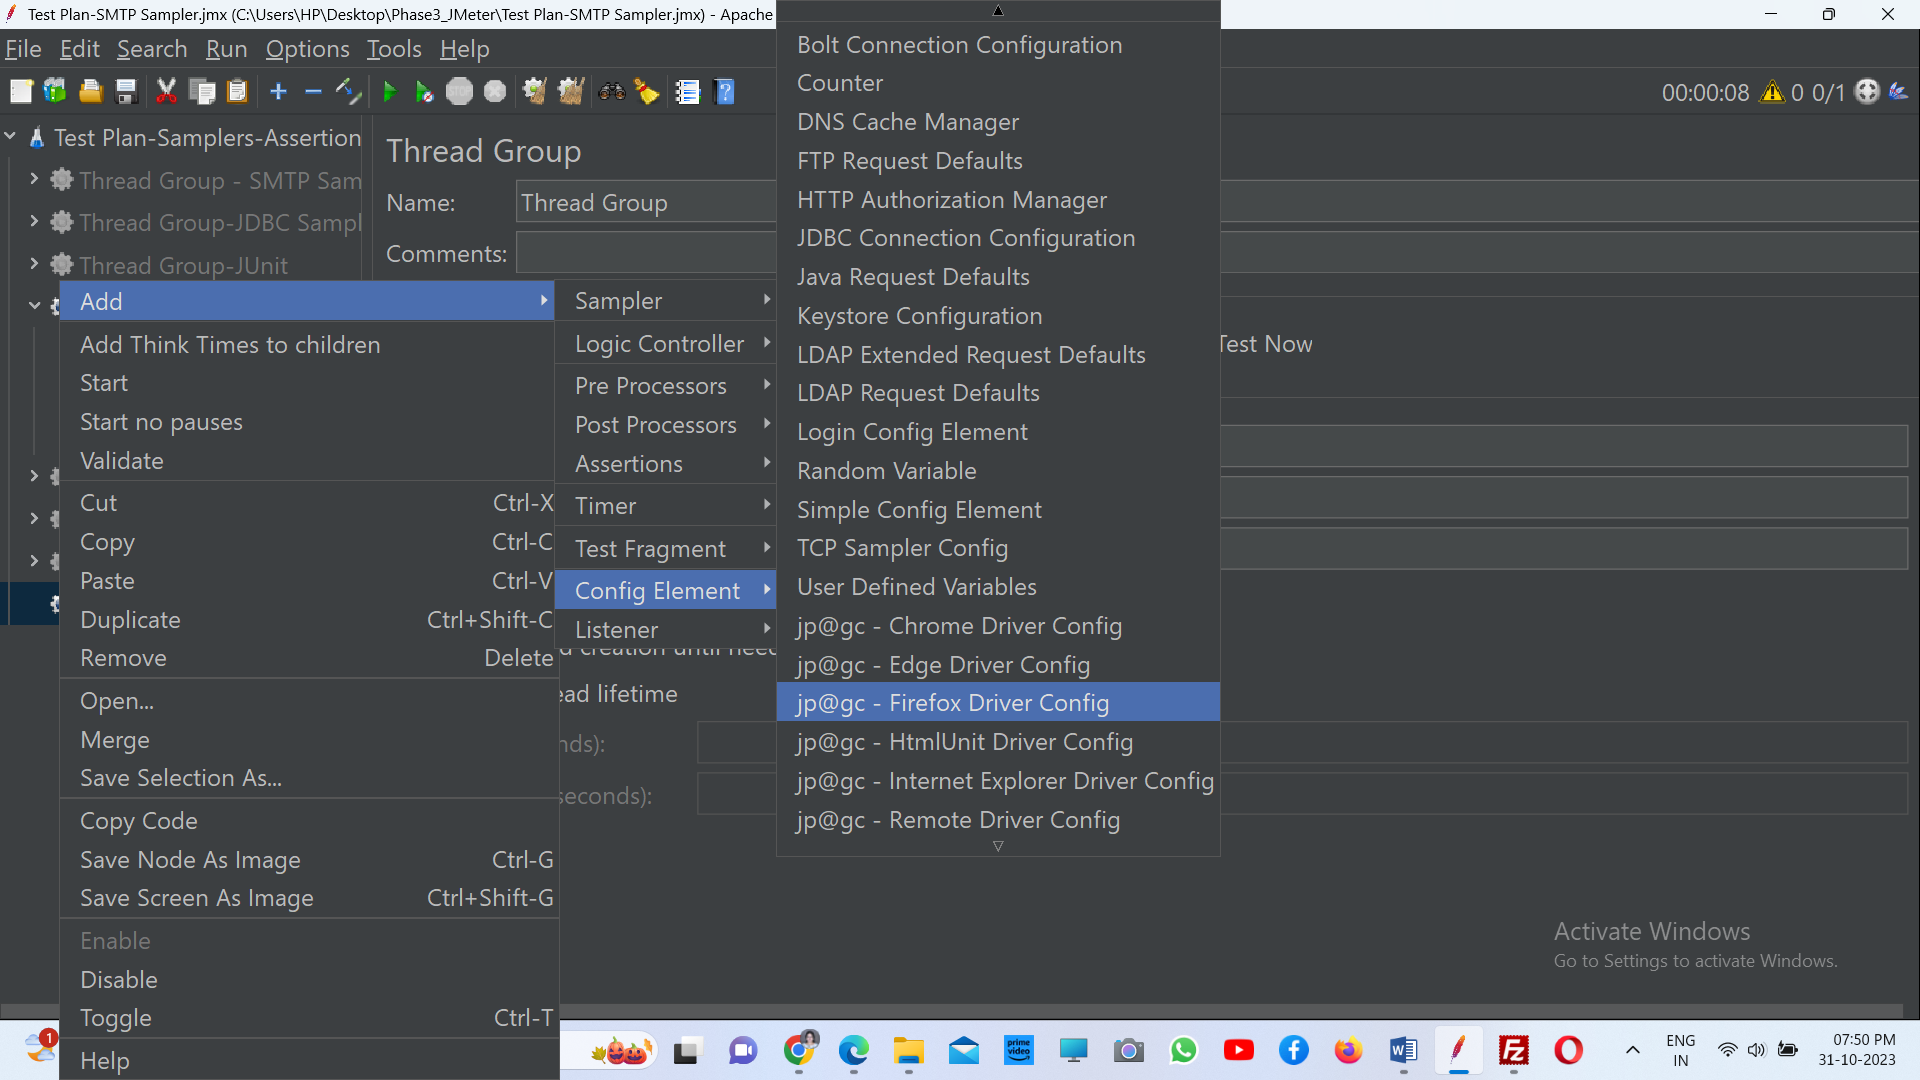 Test Plan-SMTP Sampler.jmx (C:\Users\HP\Desktop\Phase3_JMeter\Test Plan-SMTP Sampler.jmx) - Apache
File Edit Search Run Options Tools Help
00:00:08 0 0/1
Test Plan-Samplers-Assertion
Thread Group - SMTP Sam
Thread Group-JDBC Sampl
Thread Group-JUnit
Thread Group
Name: Thread Group
Comments:
Test Now
ead lifetime
nds):
seconds):
Add
Add Think Times to children
Start
Start no pauses
Validate
Cut Ctrl-X
Copy Ctrl-C
Paste Ctrl-V
Duplicate Ctrl+Shift-C
Remove Delete
Open...
Merge
Save Selection As...
Copy Code
Save Node As Image Ctrl-G
Save Screen As Image Ctrl+Shift-G
Enable
Disable
Toggle Ctrl-T
Help
Sampler
Logic Controller
Pre Processors
Post Processors
Assertions
Timer
Test Fragment
Config Element
Listener
Bolt Connection Configuration
Counter
DNS Cache Manager
FTP Request Defaults
HTTP Authorization Manager
JDBC Connection Configuration
Java Request Defaults
Keystore Configuration
LDAP Extended Request Defaults
LDAP Request Defaults
Login Config Element
Random Variable
Simple Config Element
TCP Sampler Config
User Defined Variables
jp@gc - Chrome Driver Config
jp@gc - Edge Driver Config
jp@gc - Firefox Driver Config
jp@gc - HtmlUnit Driver Config
jp@gc - Internet Explorer Driver Config
jp@gc - Remote Driver Config
Activate Windows
Go to Settings to activate Windows.
1
prime video
ENG
IN
07:50 PM
31-10-2023